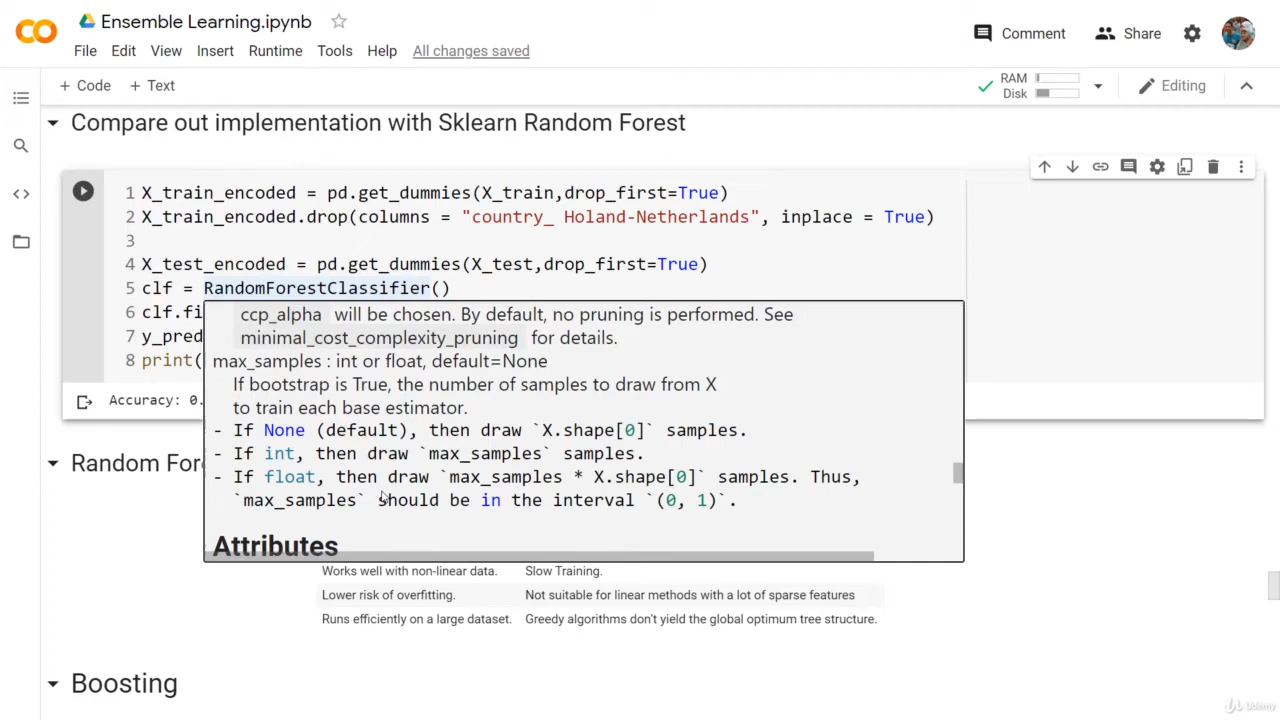 Ensemble Learning.ipynb
File Edit View Insert Runtime Tools Help All changes saved
Comment Share
+ Code + Text
RAM
Disk
Editing
Compare out implementation with Sklearn Random Forest
1 X_train_encoded = pd.get_dummies(X_train,drop_first=True)
2 X_train_encoded.drop(columns = "country_ Holand-Netherlands", inplace = True)
3
4 X_test_encoded = pd.get_dummies(X_test,drop_first=True)
5 clf = RandomForestClassifier()
6 clf.fi
7 y_pred
8 print(
ccp_alpha will be chosen. By default, no pruning is performed. See
minimal_cost_complexity_pruning for details.
max_samples : int or float, default=None
If bootstrap is True, the number of samples to draw from X
to train each base estimator.
- If None (default), then draw `X.shape[0]` samples.
- If int, then draw `max_samples` samples.
- If float, then draw `max_samples * X.shape[0]` samples. Thus,
`max_samples` should be in the interval `(0, 1)`.
Attributes
Accuracy: 0.
Random For
Works well with non-linear data. Slow Training.
Lower risk of overfitting. Not suitable for linear methods with a lot of sparse features
Runs efficiently on a large dataset. Greedy algorithms don't yield the global optimum tree structure.
Boosting
Udemy